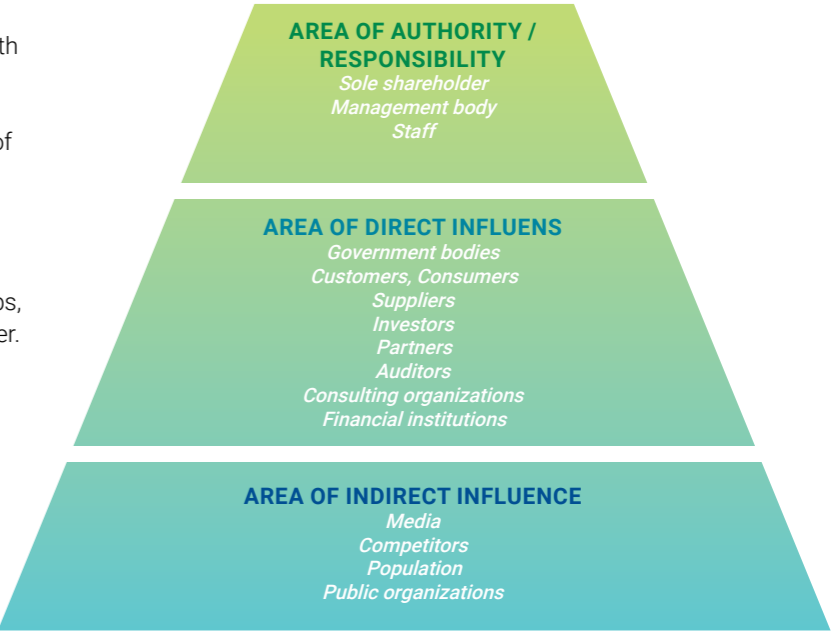 th
of
os,
er.
AREA OF AUTHORITY /
RESPONSIBILITY
Sole shareholder
Management body
Staff
AREA OF DIRECT INFLUENS
Government bodies
Customers, Consumers
Suppliers
Investors
Partners
Auditors
Consulting organizations
Financial institutions
AREA OF INDIRECT INFLUENCE
Media
Competitors
Population
Public organizations